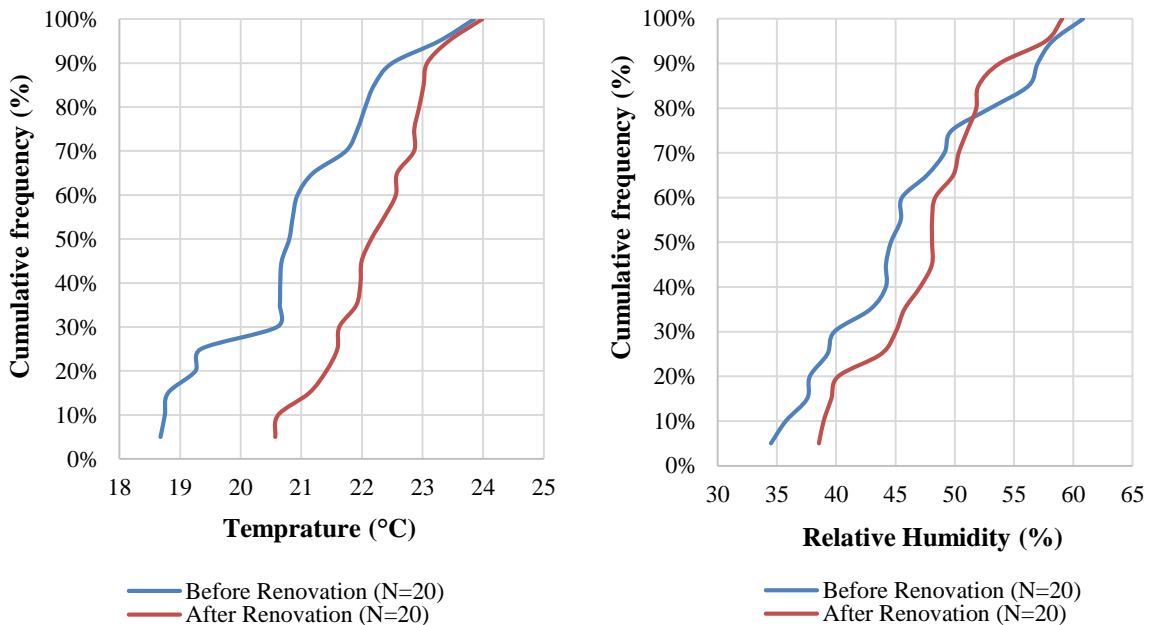 100%
90%
80%
70%
60%
50%
40%
30%
20%
10%
0%
Cumulative frequency (%)
18 19 20 21 22 23 24 25
Temprature (°C)
Before Renovation (N=20)
After Renovation (N=20)
100%
90%
80%
70%
60%
50%
40%
30%
20%
10%
0%
Cumulative frequency (%)
30 35 40 45 50 55 60 65
Relative Humidity (%)
Before Renovation (N=20)
After Renovation (N=20)